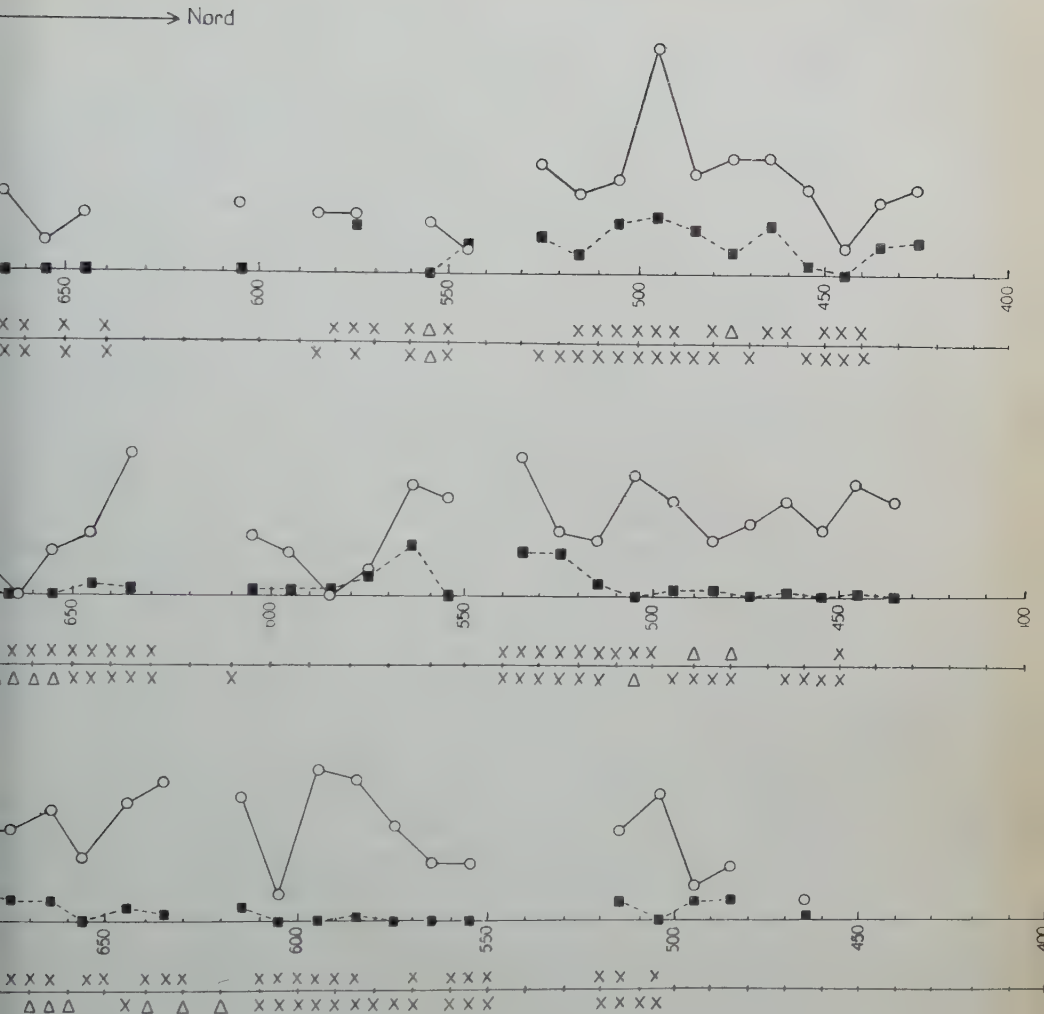 Nord
650 600 550 500 450 400
X X X X X X X X Δ X X X X X X X X Δ X X X X X
X X X X X X X Δ X X X X X X X X X X X X X X X
650 600 550 500 450 400
X X X X X X X X X X X X X X X X X Δ Δ X
Δ Δ Δ X X X X X X X X X X X X Δ X X X X X X X X
650 600 550 500 450 400
X X X X X X X X X X X X X X X X X X X X X
Δ Δ Δ X Δ Δ Δ X X X X X X X X X X X X X X X X